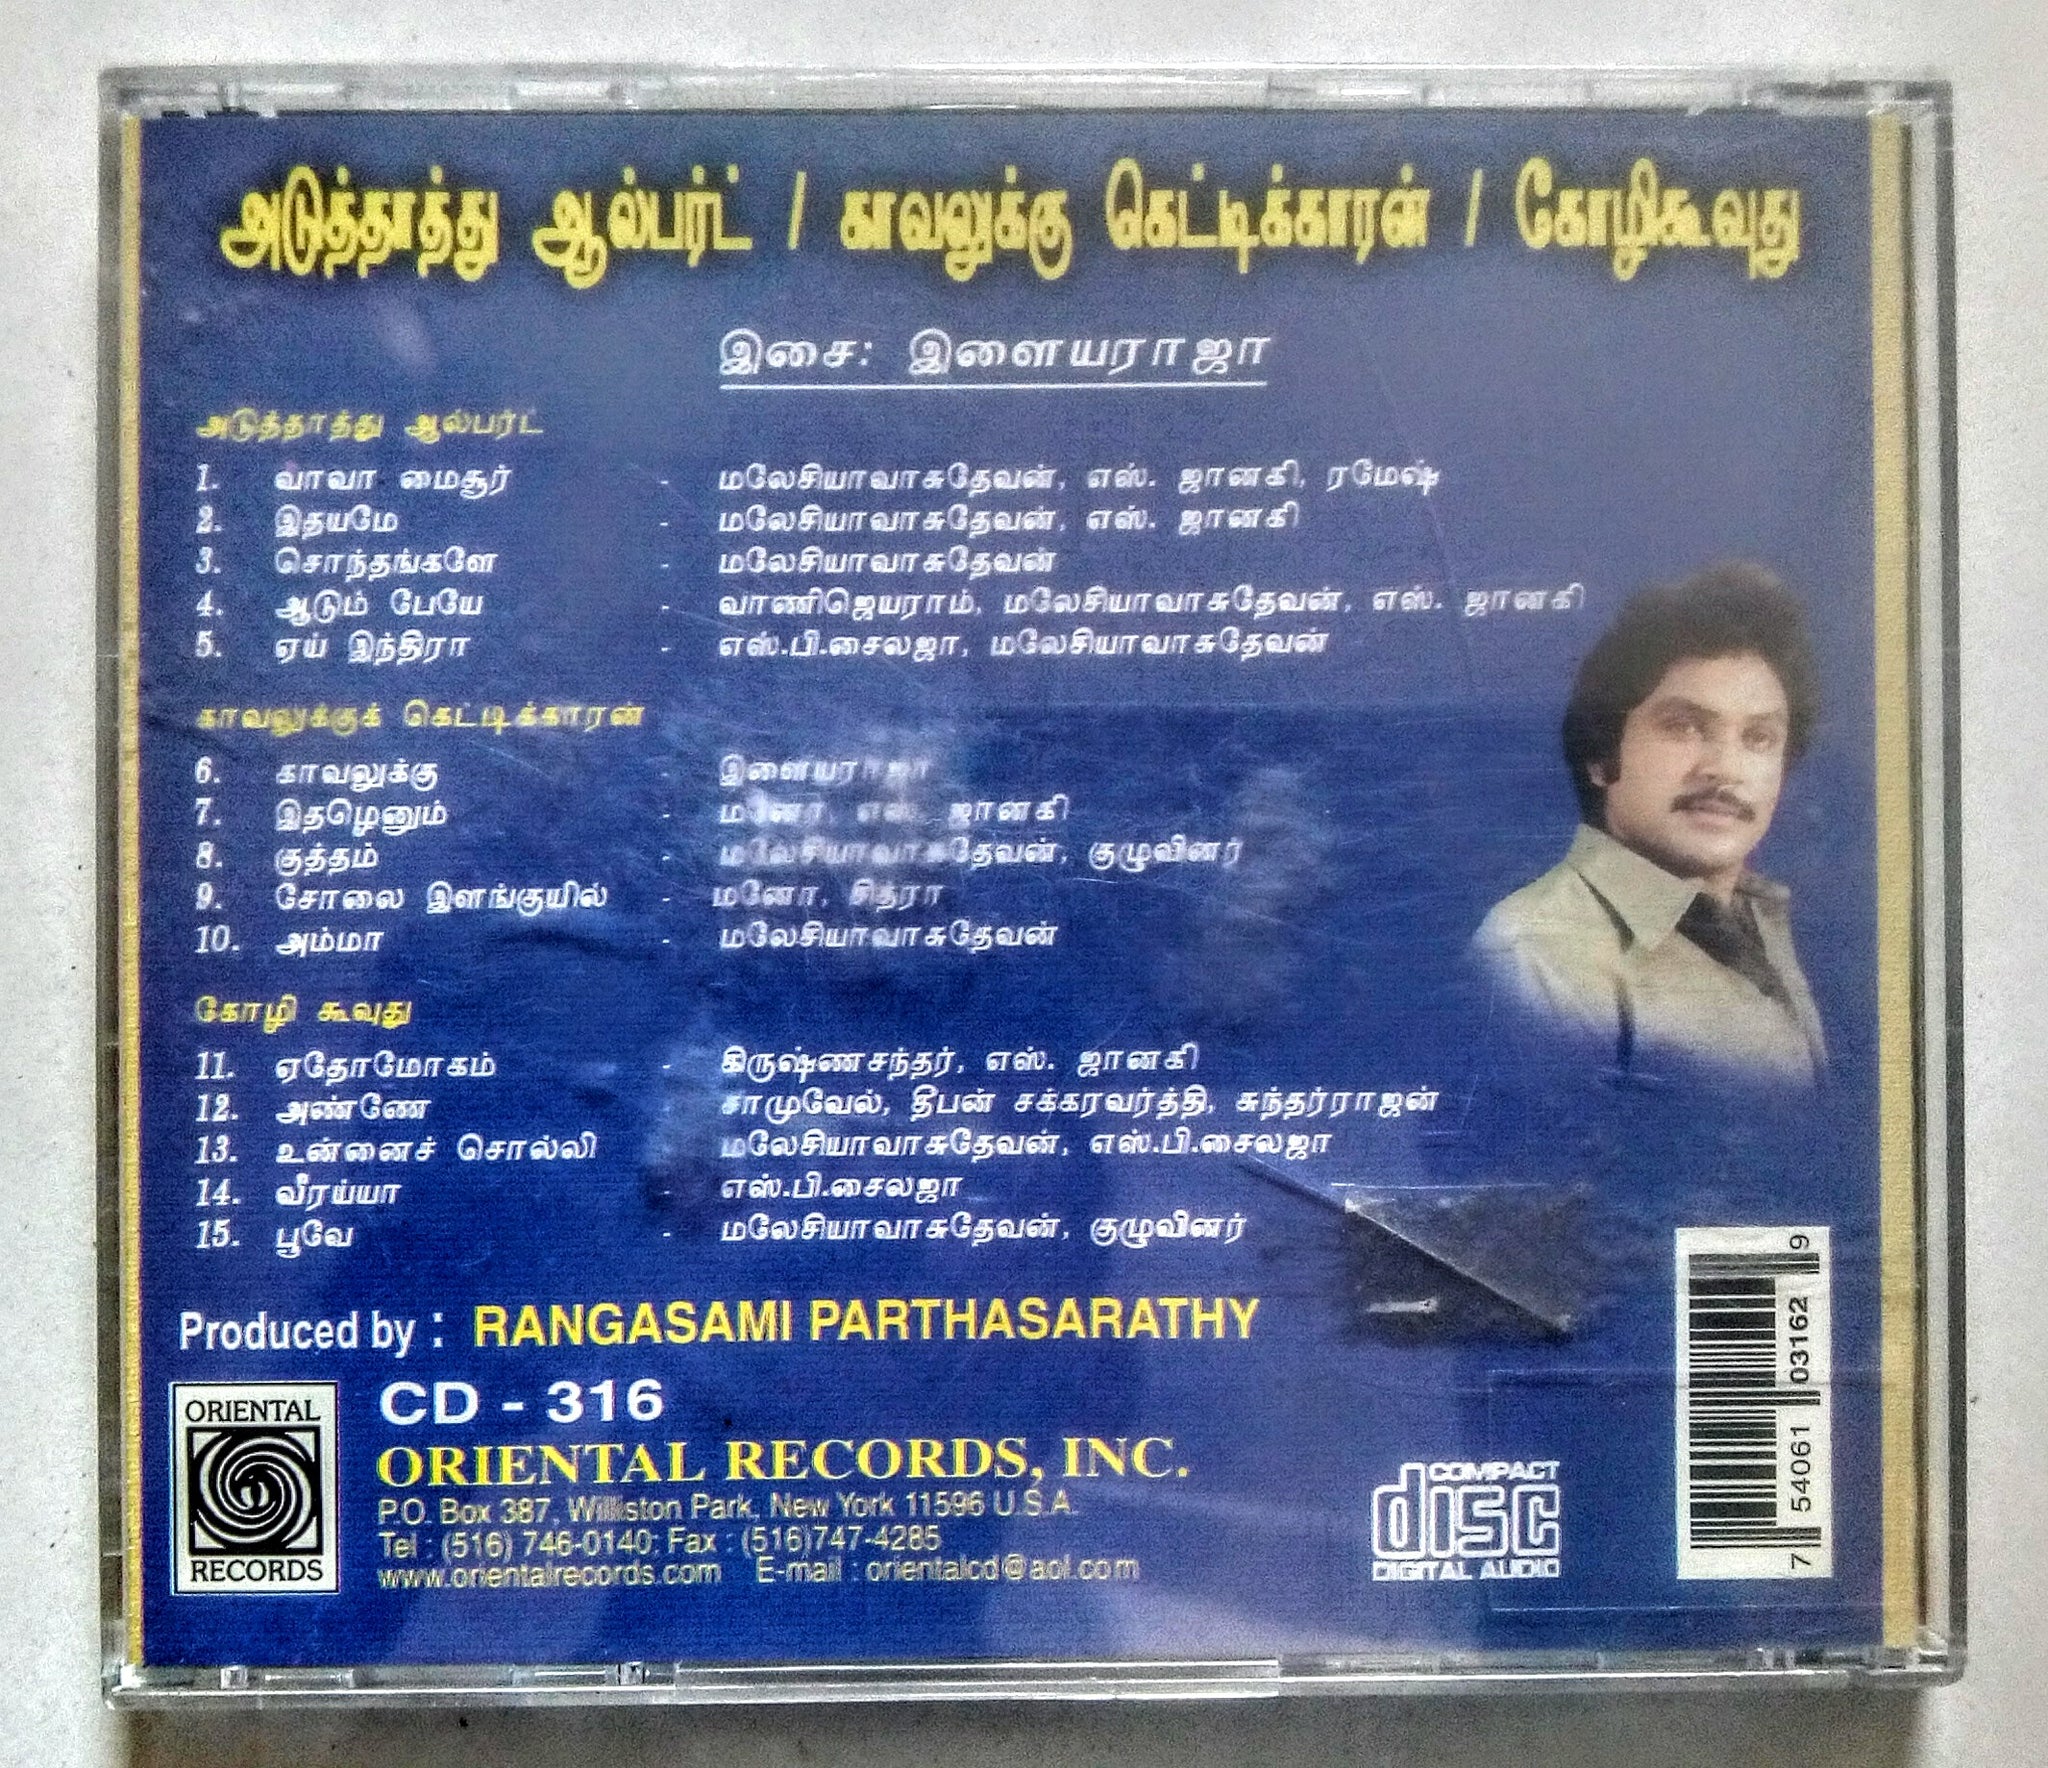 அடுத்தாத்து ஆல்பர்ட் / காவலுக்கு கெட்டிக்காரன் / கோழிகூவுது
இசை: இளையராஜா
அடுத்தாத்து ஆல்பர்ட்
1. வாவா மைசூர் - மலேசியாவாசுதேவன், எஸ். ஜானகி, ரமேஷ்
2. இதயமே - மலேசியாவாசுதேவன், எஸ். ஜானகி
3. சொந்தங்களே - மலேசியாவாசுதேவன்
4. ஆடும் பேயே - வாணிஜெயராம், மலேசியாவாசுதேவன், எஸ். ஜானகி
5. ஏய் இந்திரா - எஸ்.பி.சைலஜா, மலேசியாவாசுதேவன்
காவலுக்குக் கெட்டிக்காரன்
6. காவலுக்கு - இளையராஜா
7. இதழெனும் - மனோ, எஸ். ஜானகி
8. குத்தம் - மலேசியாவாசுதேவன், குழுவினர்
9. சோலை இளங்குயில் - மனோ, சித்ரா
10. அம்மா - மலேசியாவாசுதேவன்
கோழி கூவுது
11. ஏதோமோகம் - கிருஷ்ணசந்தர், எஸ். ஜானகி
12. அண்ணே - சாமுவேல், தீபன் சக்கரவர்த்தி, சுந்தர்ராஜன்
13. உன்னைச் சொல்லி - மலேசியாவாசுதேவன், எஸ்.பி.சைலஜா
14. வீரய்யா - எஸ்.பி.சைலஜா
15. பூவே - மலேசியாவாசுதேவன், குழுவினர்
Produced by : RANGASAMI PARTHASARATHY
ORIENTAL
RECORDS
CD - 316
ORIENTAL RECORDS, INC.
P.O. Box 387, Williston Park, New York 11596 U.S.A.
Tel : (516) 746-0140; Fax : (516)747-4285
www.orientalrecords.com E-mail : orientalcd@aol.com
COMPACT
disc
DIGITAL AUDIO
7 54061 03162 9